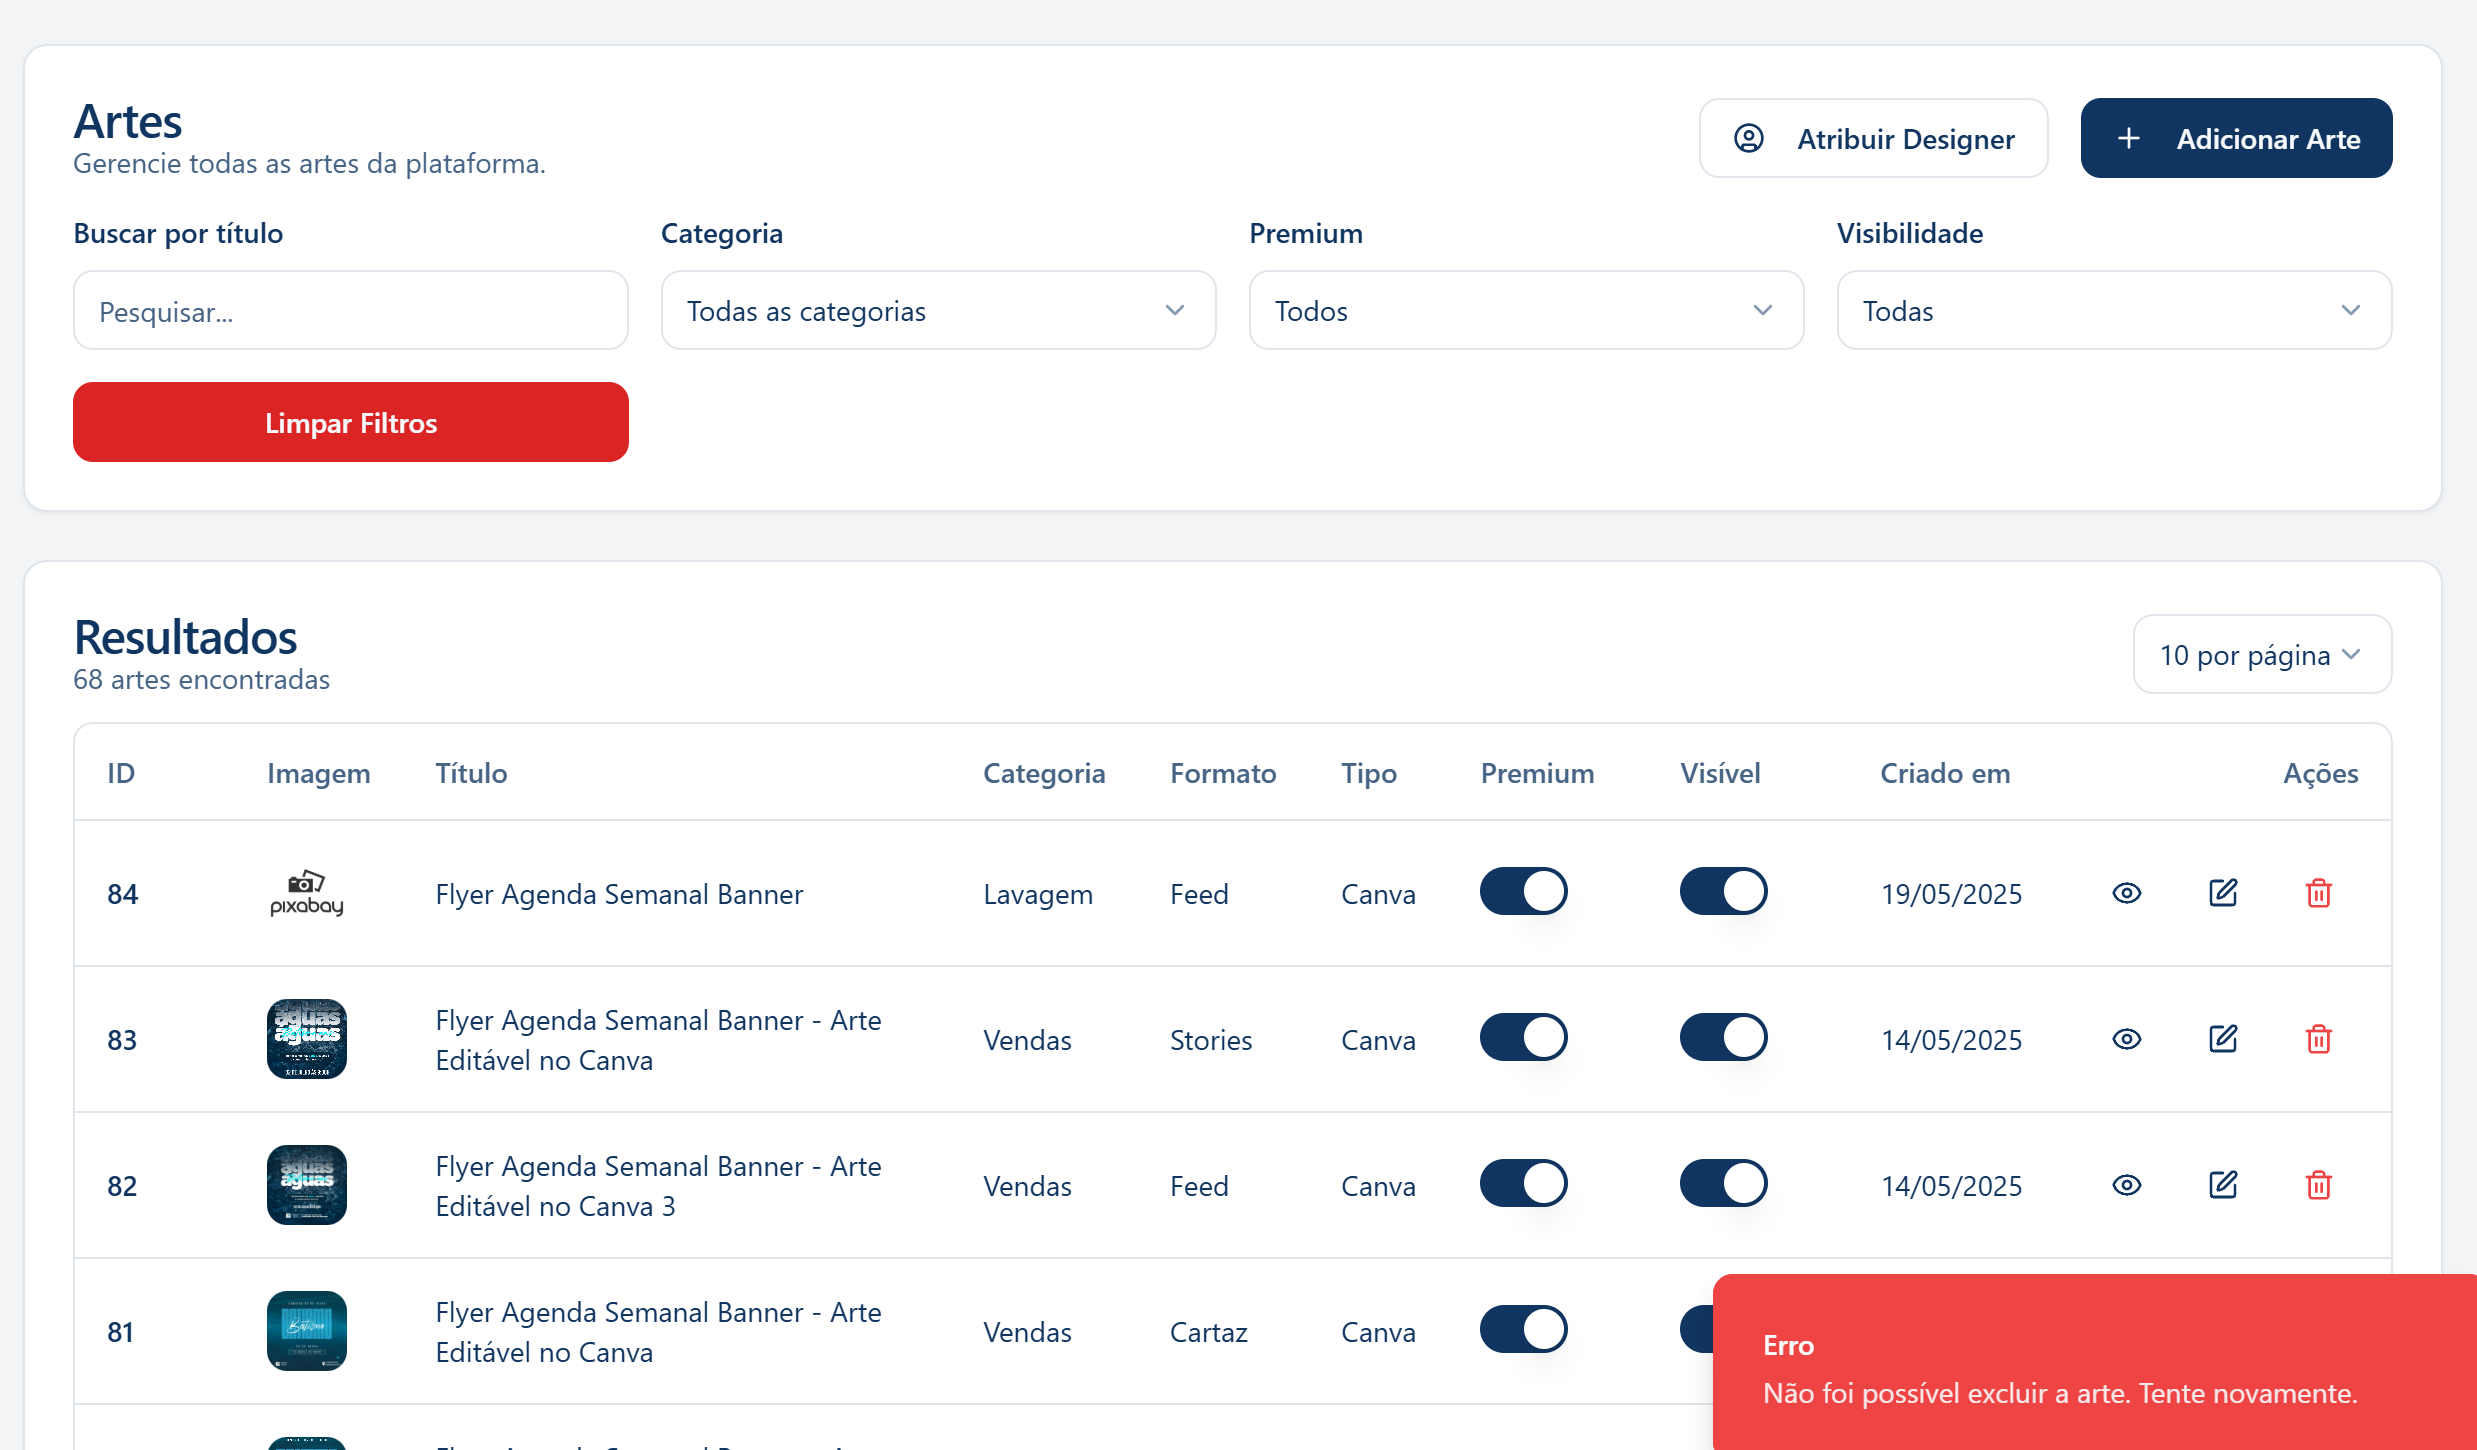 Artes
Gerencie todas as artes da plataforma.
Atribuir Designer
Adicionar Arte
Buscar por título
Categoria
Premium
Visibilidade
Pesquisar...
Todas as categorias
Todos
Todas
Limpar Filtros
Resultados
68 artes encontradas
10 por página
ID Imagem Título Categoria Formato Tipo Premium Visível Criado em Ações
84 pixabay Flyer Agenda Semanal Banner Lavagem Feed Canva 19/05/2025
águas
águas
83 Flyer Agenda Semanal Banner - Arte
Editável no Canva Vendas Stories Canva 14/05/2025
águas
águas
82 Flyer Agenda Semanal Banner - Arte
Editável no Canva 3 Vendas Feed Canva 14/05/2025
Batismo
81 Flyer Agenda Semanal Banner - Arte
Editável no Canva Vendas Cartaz Canva
Erro
Não foi possível excluir a arte. Tente novamente.